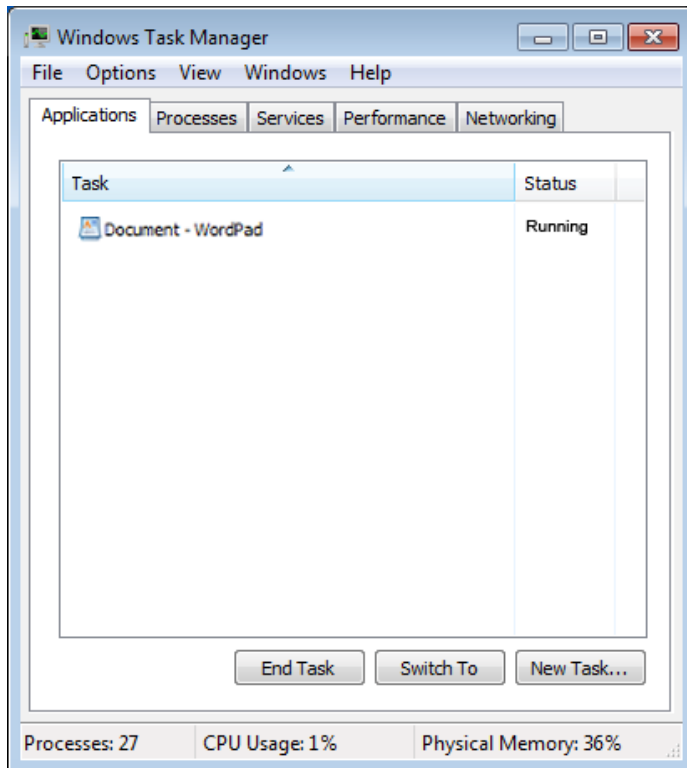 Windows Task Manager
File Options View Windows Help
Applications Processes Services Performance Networking
Task Status
Document - WordPad Running
End Task Switch To New Task...
Processes: 27 CPU Usage: 1% Physical Memory: 36%